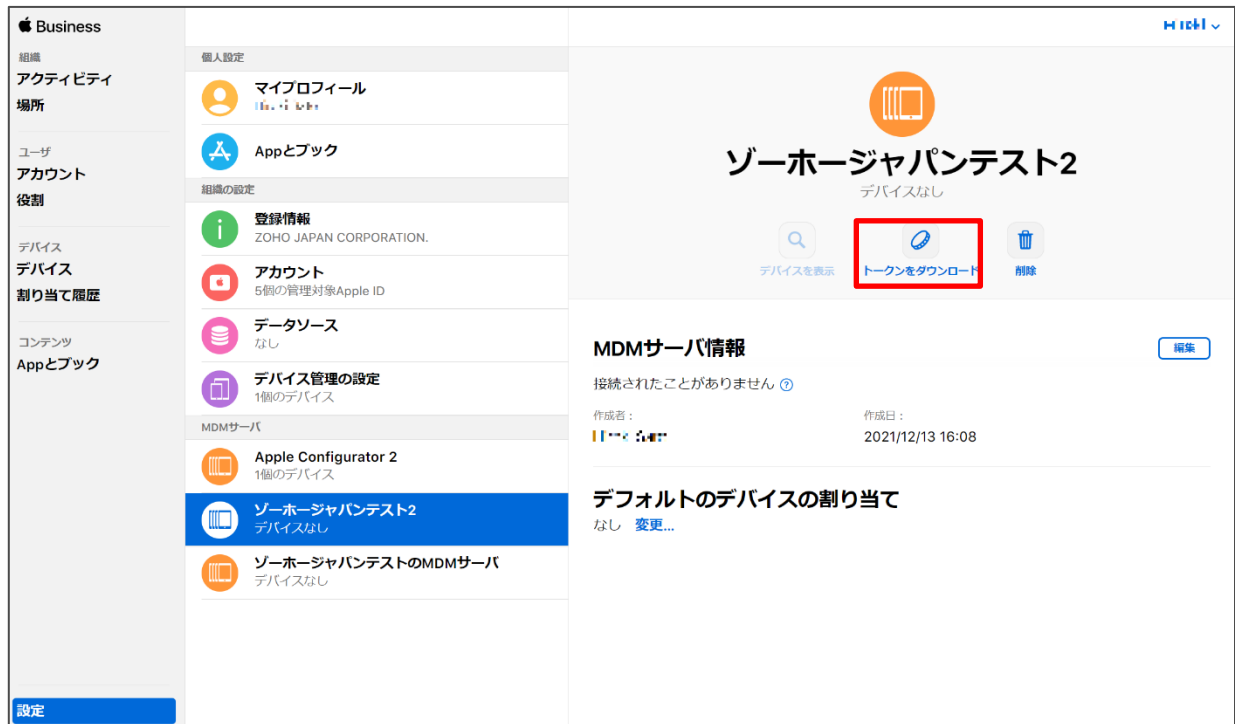 Business
組織
アクティビティ
場所
ユーザ
アカウント
役割
デバイス
デバイス
割り当て履歴
コンテンツ
Appとブック
設定
個人設定
マイプロフィール
Appとブック
組織の設定
登録情報
ZOHO JAPAN CORPORATION.
アカウント
5個の管理対象Apple ID
データソース
なし
デバイス管理の設定
1個のデバイス
MDMサーバ
Apple Configurator 2
1個のデバイス
ゾーホージャパンテスト2
デバイスなし
ゾーホージャパンテストのMDMサーバ
デバイスなし
ゾーホージャパンテスト2
デバイスなし
デバイスを表示 トークンをダウンロード 削除
MDMサーバ情報 編集
接続されたことがありません ?
作成者: 作成日:
2021/12/13 16:08
デフォルトのデバイスの割り当て
なし 変更...